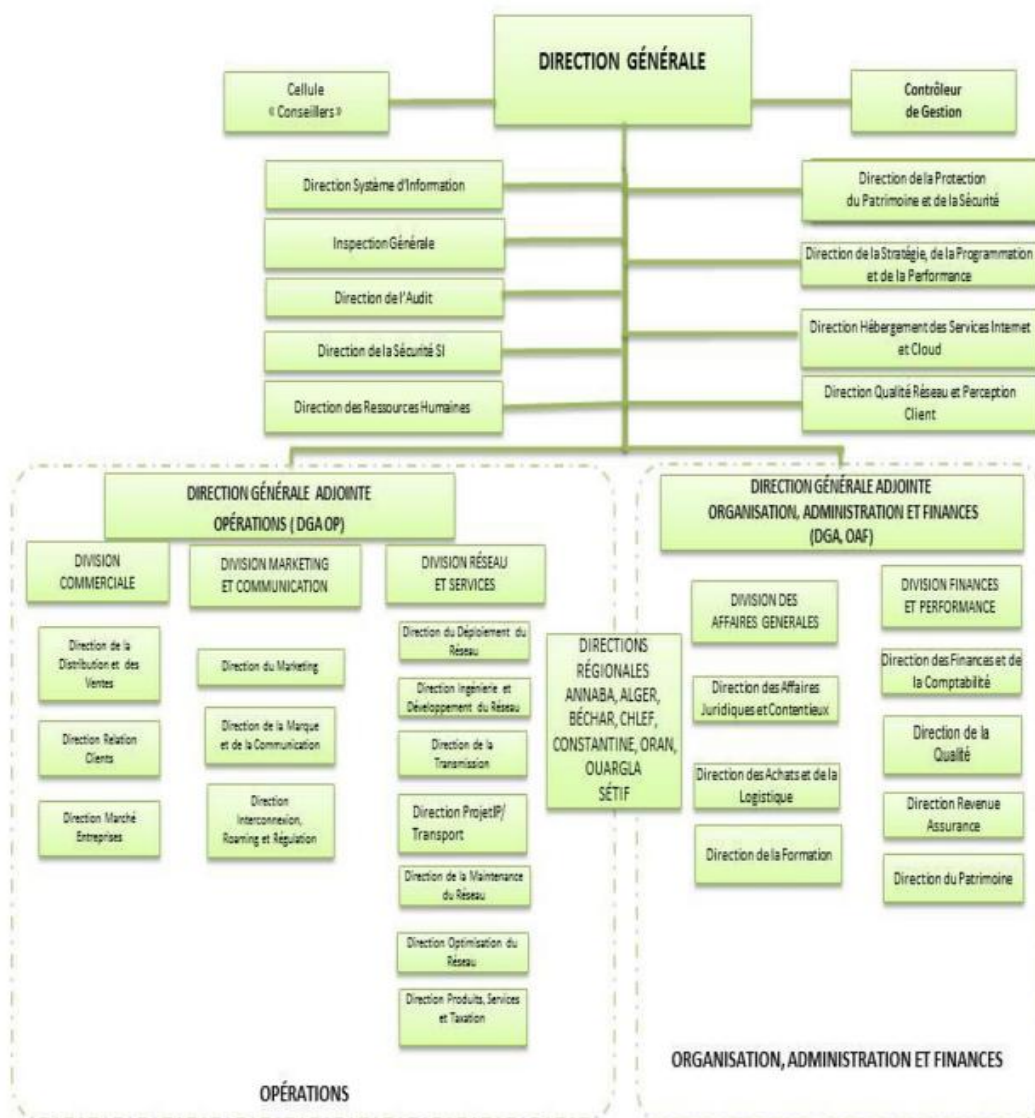 DIRECTION GÉNÉRALE
Cellule
« Conseillers »
Contrôleur
de Gestion
Direction Système d'Information
Inspection Générale
Direction de l'Audit
Direction de la Sécurité SI
Direction des Ressources Humaines
Direction de la Protection
du Patrimoine et de la Sécurité
Direction de la Stratégie, de la Programmation
et de la Performance
Direction Hébergement des Services Internet
et Cloud
Direction Qualité Réseau et Perception
Client
DIRECTION GÉNÉRALE ADJOINTE
OPÉRATIONS ( DGA OP)
DIVISION
COMMERCIALE
Direction de la
Distribution et des
Ventes
Direction Relation
Clients
Direction Marché
Entreprises
DIVISION MARKETING
ET COMMUNICATION
Direction du Marketing
Direction de la Marque
et de la Communication
Direction
Interconnexion,
Roaming et Régulation
DIVISION RÉSEAU
ET SERVICES
Direction du Déploiement du
Réseau
Direction Ingénierie et
Développement du Réseau
Direction de la
Transmission
Direction ProjetIP/
Transport
Direction de la Maintenance
du Réseau
Direction Optimisation du
Réseau
Direction Produits, Services
et Taxation
OPÉRATIONS
DIRECTIONS
RÉGIONALES
ANNABA, ALGER,
BÉCHAR, CHLEF,
CONSTANTINE, ORAN,
OUARGLA
SÉTIF
DIRECTION GÉNÉRALE ADJOINTE
ORGANISATION, ADMINISTRATION ET FINANCES
(DGA, OAF)
DIVISION DES
AFFAIRES GENERALES
Direction des Affaires
Juridiques et Contentieux
Direction des Achats et de la
Logistique
Direction de la Formation
DIVISION FINANCES
ET PERFORMANCE
Direction des Finances et de
la Comptabilité
Direction de la
Qualité
Direction Revenue
Assurance
Direction du Patrimoine
ORGANISATION, ADMINISTRATION ET FINANCES